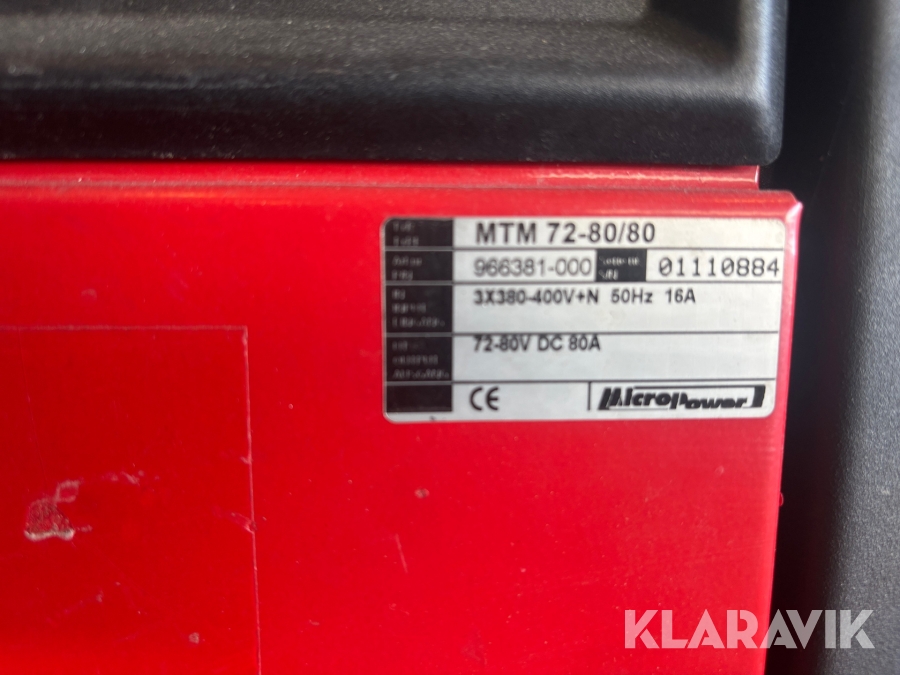 MTM 72-80/80
966381-000 01110884
3X380-400V+N 50Hz 16A
72-80V DC 80A
CE MicroPower
KLARAVIK